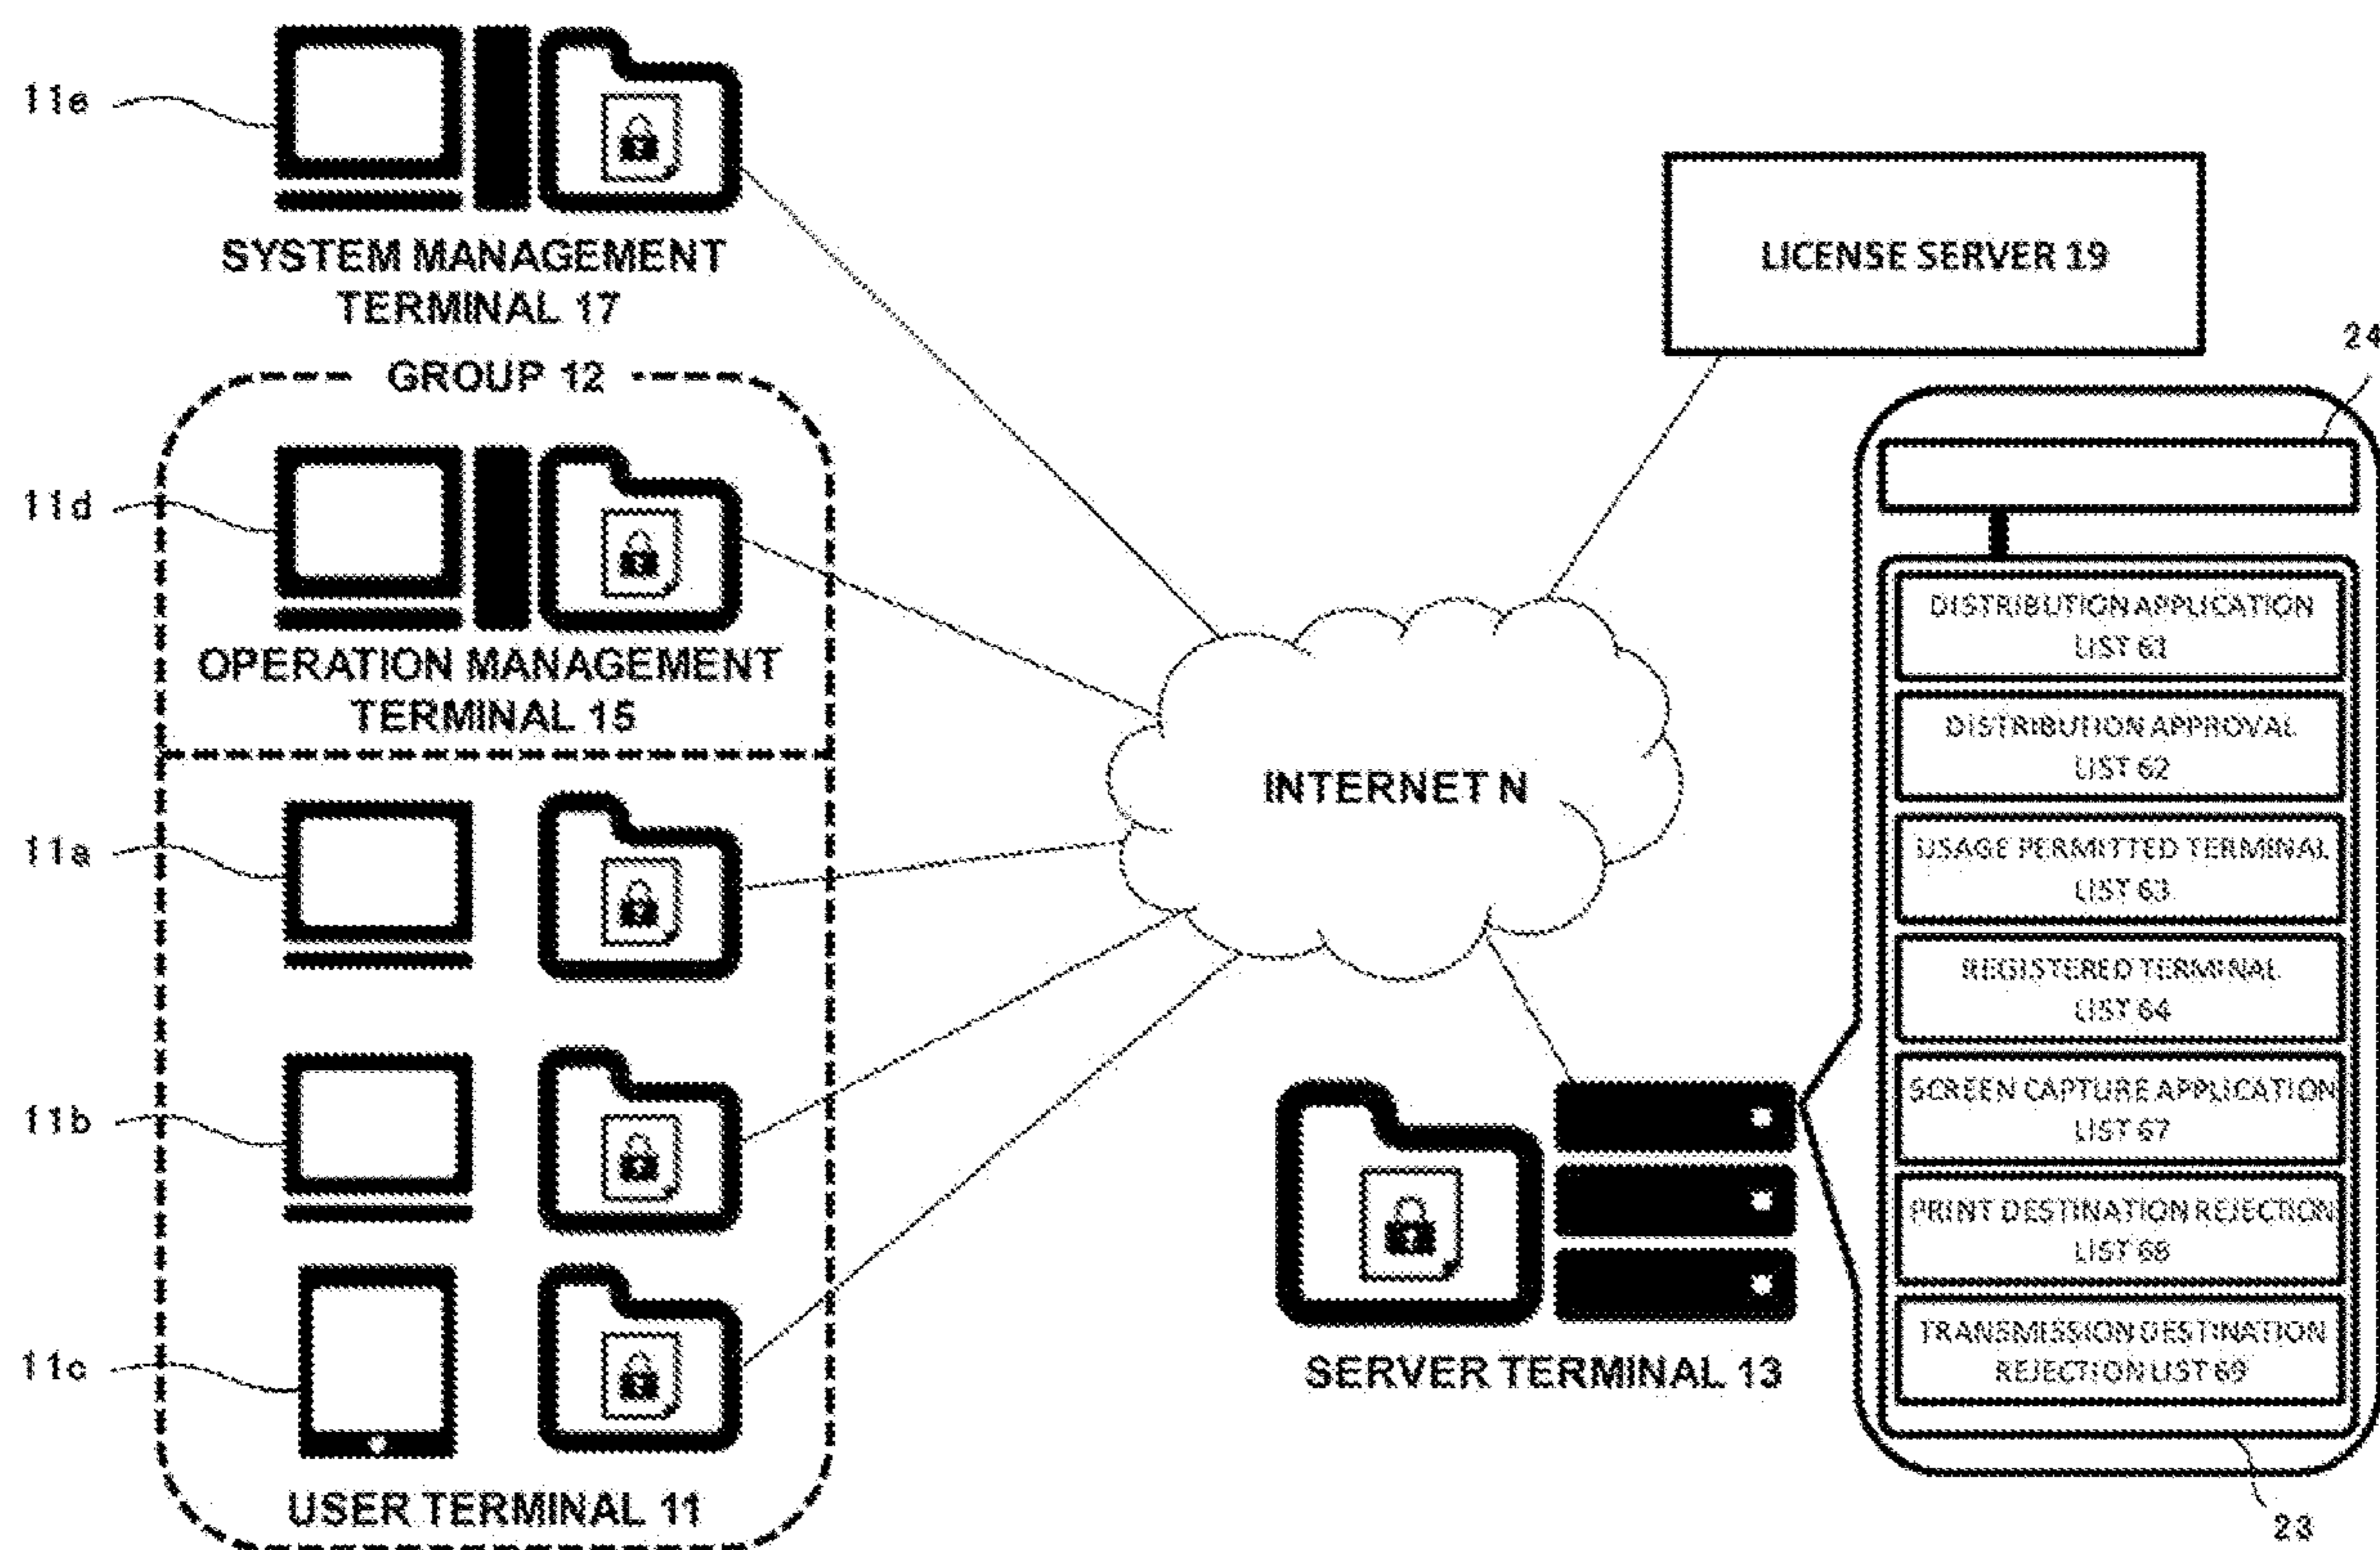 11e
SYSTEM MANAGEMENT
TERMINAL 17
GROUP 12
11d
OPERATION MANAGEMENT
TERMINAL 15
11a
11b
11c
USER TERMINAL 11
INTERNET N
LICENSE SERVER 19
SERVER TERMINAL 13
24
DISTRIBUTION APPLICATION
LIST 61
DISTRIBUTION APPROVAL
LIST 62
USAGE PERMITTED TERMINAL
LIST 63
REGISTERED TERMINAL
LIST 64
SCREEN CAPTURE APPLICATION
LIST 67
PRINT DESTINATION REJECTION
LIST 68
TRANSMISSION DESTINATION
REJECTION LIST 69
23